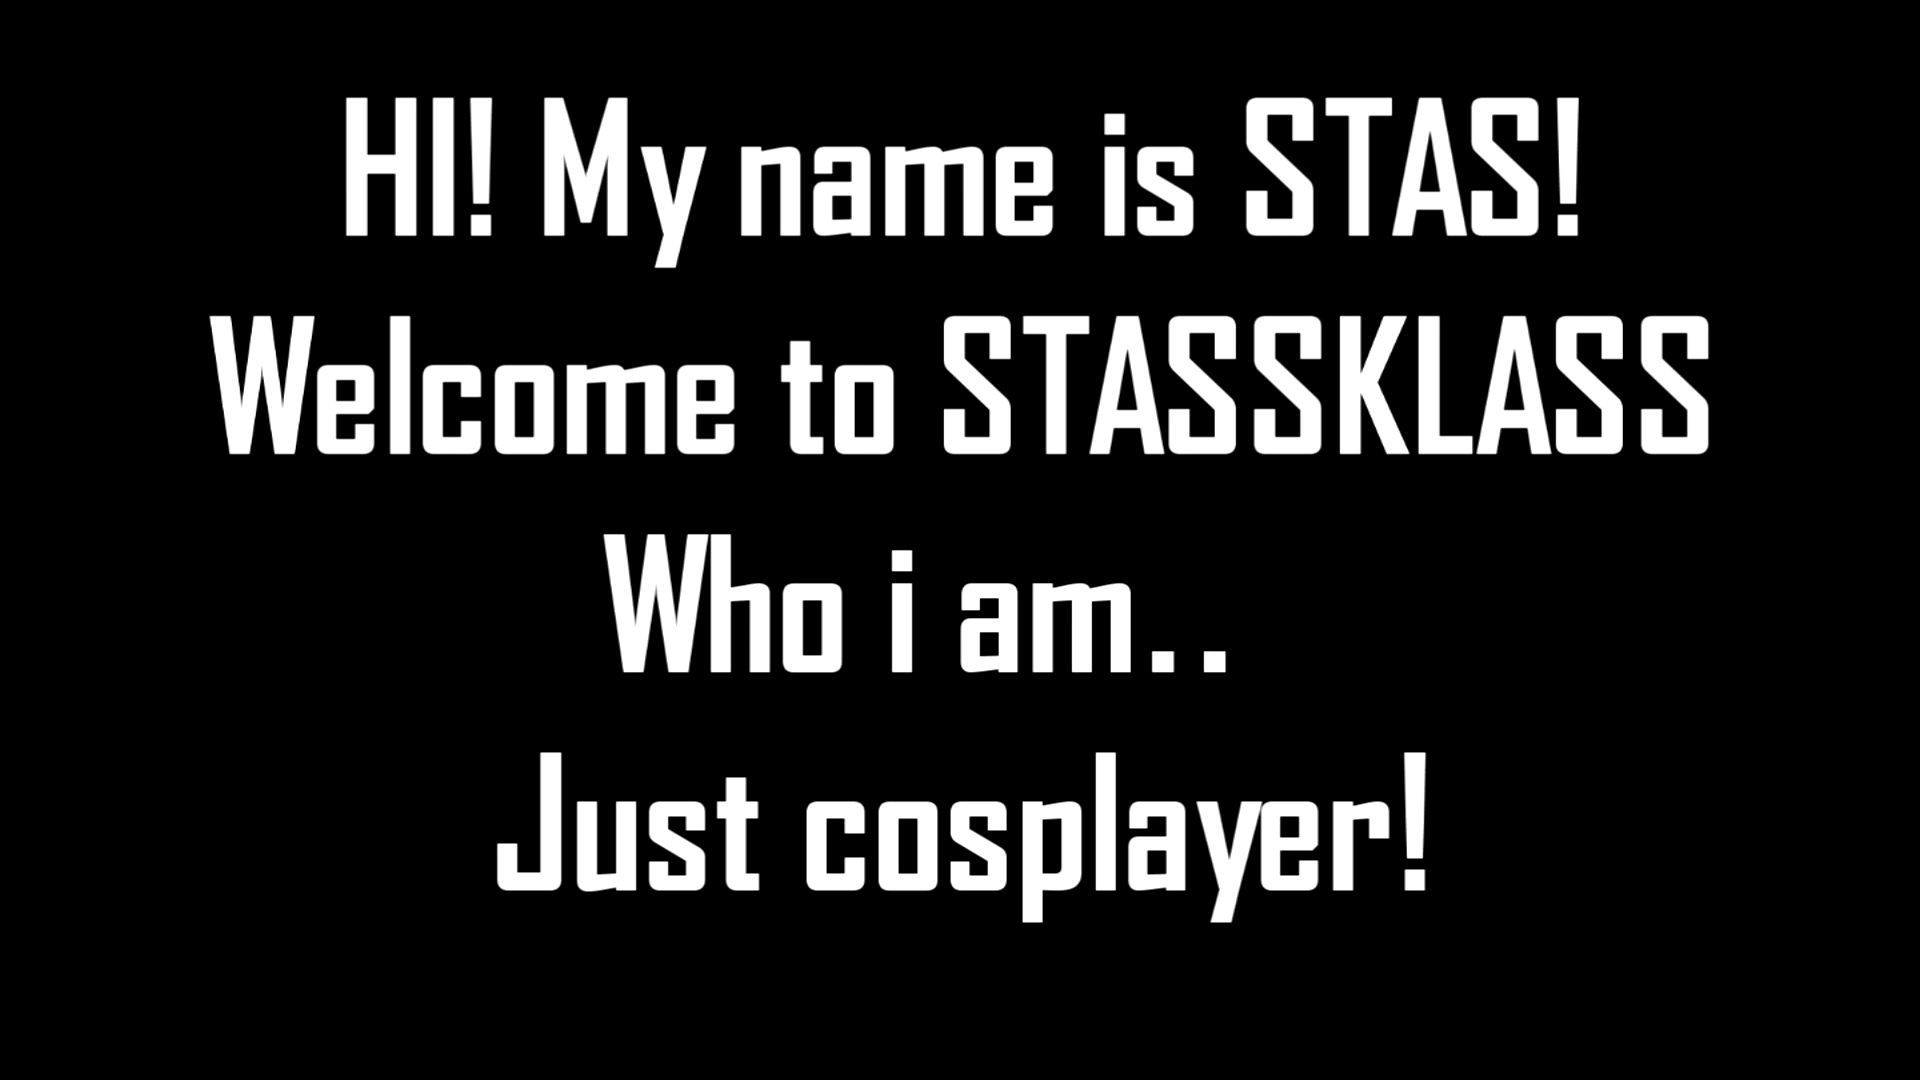 HI! My name is STAS!
Welcome to STASSKLASS
Who i am..
Just cosplayer!